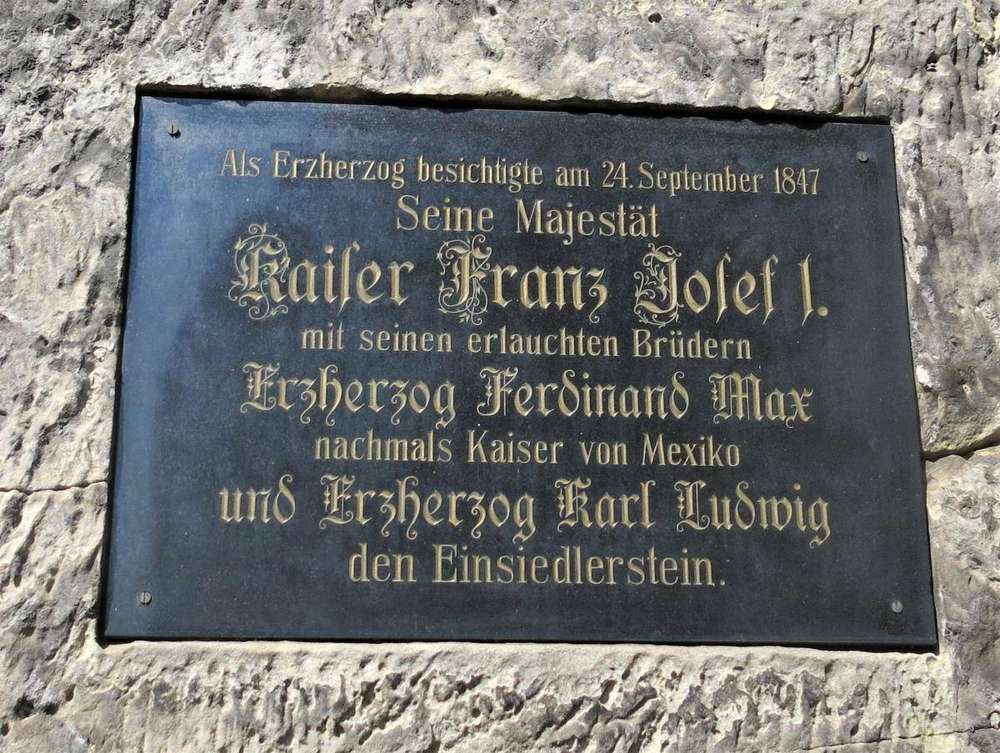 Als Erzherzog besichtigte am 24. September 1847
Seine Majestät
Kaiſer Franz Joſef I.
mit seinen erlauchten Brüdern
Erzherzog Ferdinand Max
nachmals Kaiser von Mexiko
und Erzherzog Karl Ludwig
den Einsiedlerstein.